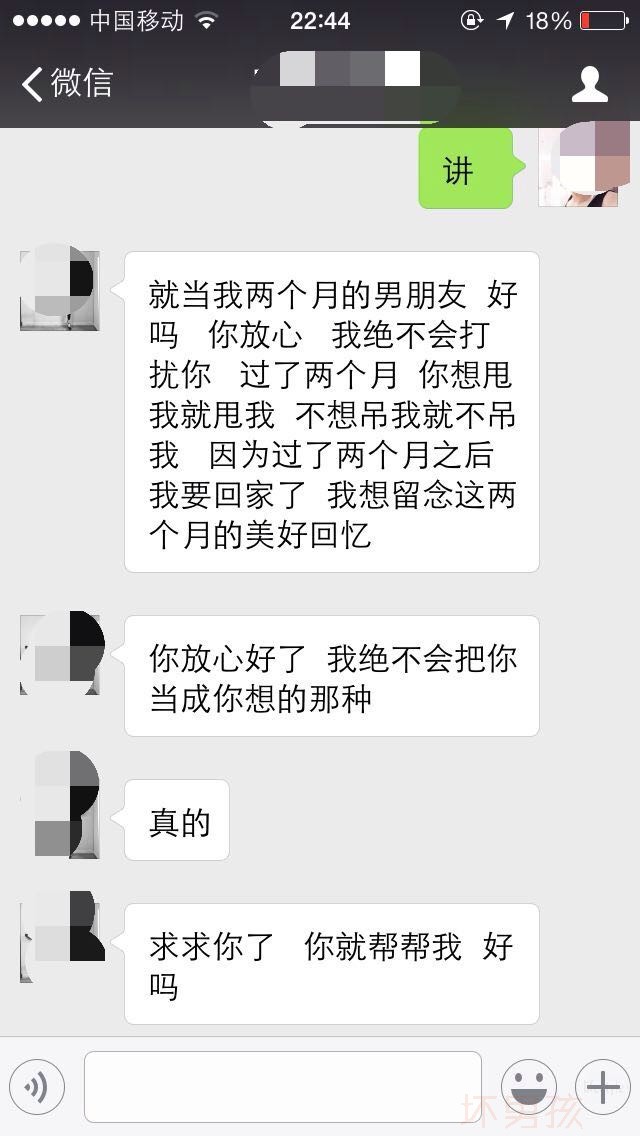 中国移动 22:44 18%
微信
讲
就当我两个月的男朋友 好
吗 你放心 我绝不会打
扰你 过了两个月 你想甩
我就甩我 不想吊我就不吊
我 因为过了两个月之后
我要回家了 我想留念这两
个月的美好回忆
你放心好了 我绝不会把你
当成你想的那种
真的
求求你了 你就帮帮我 好
吗
坏男孩